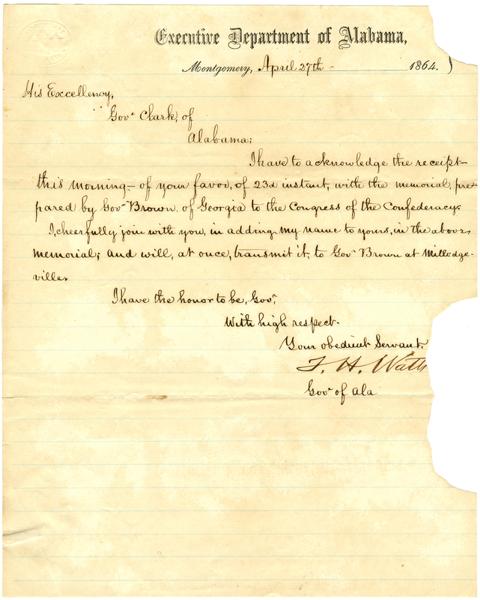 Executive Department of Alabama,
Montgomery, April 27th - 1864.
His Excellency,
Gov. Clark, of
Alabama:
I have to acknowledge the receipt -
this morning - of your favor, of 23d instant, with the memorial, pre-
pared by Gov. Brown, of Georgia to the Congress of the Confederacy.
I, cheerfully join with you, in adding my name to yours, in the above
memorial; and will, at once, transmit it, to Gov. Brown at Milledge-
ville.
I have the honor to be, Gov.,
With high respect.
Your obedient Servant.
T. H. Watts
Gov. of Ala